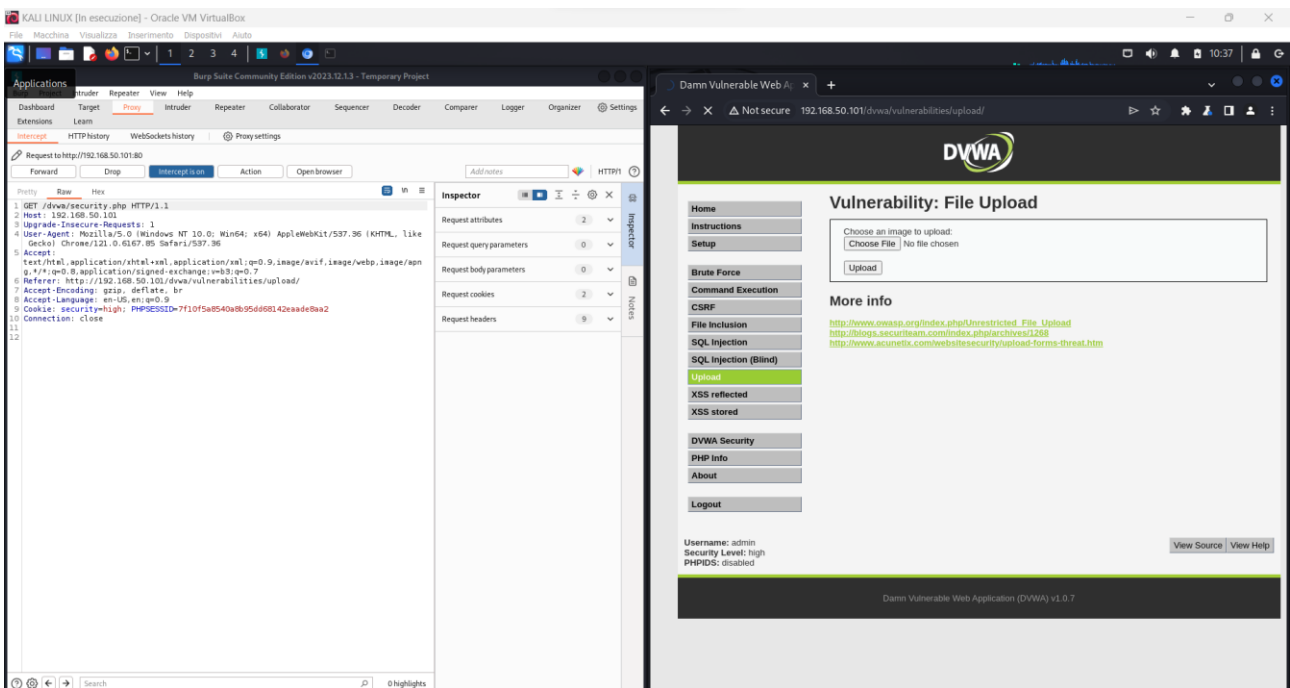 KALI LINUX [In esecuzione] - Oracle VM VirtualBox
File Macchina Visualizza Inserimento Dispositivi Aiuto
1 2 3 4
10:37
Burp Suite Community Edition v2023.12.1.3 - Temporary Project
Applications
Burp Project Intruder Repeater View Help
Dashboard Target Proxy Intruder Repeater Collaborator Sequencer Decoder Comparer Logger Organizer Settings
Extensions Learn
Intercept HTTP history WebSockets history Proxy settings
Request to http://192.168.50.101:80
Forward Drop Intercept is on Action Open browser Add notes HTTP/1
Pretty Raw Hex
1 GET /dvwa/security.php HTTP/1.1
2 Host: 192.168.50.101
3 Upgrade-Insecure-Requests: 1
4 User-Agent: Mozilla/5.0 (Windows NT 10.0; Win64; x64) AppleWebKit/537.36 (KHTML, like
Gecko) Chrome/121.0.6167.85 Safari/537.36
5 Accept:
text/html,application/xhtml+xml,application/xml;q=0.9,image/avif,image/webp,image/apn
g,*/*;q=0.8,application/signed-exchange;v=b3;q=0.7
6 Referer: http://192.168.50.101/dvwa/vulnerabilities/upload/
7 Accept-Encoding: gzip, deflate, br
8 Accept-Language: en-US,en;q=0.9
9 Cookie: security=high; PHPSESSID=7f10f5a8540a8b95dd68142eaade8aa2
10 Connection: close
11
12
Inspector
Request attributes 2
Request query parameters 0
Request body parameters 0
Request cookies 2
Request headers 9
Inspector
Notes
Search 0 highlights
Damn Vulnerable Web Ap
Not secure 192.168.50.101/dvwa/vulnerabilities/upload/
DVWA
Home
Instructions
Setup
Brute Force
Command Execution
CSRF
File Inclusion
SQL Injection
SQL Injection (Blind)
Upload
XSS reflected
XSS stored
DVWA Security
PHP Info
About
Logout
Vulnerability: File Upload
Choose an image to upload:
Choose File No file chosen
Upload
More info
http://www.owasp.org/index.php/Unrestricted_File_Upload
http://blogs.securiteam.com/index.php/archives/1268
http://www.acunetix.com/websitesecurity/upload-forms-threat.htm
Username: admin
Security Level: high
PHPIDS: disabled
View Source View Help
Damn Vulnerable Web Application (DVWA) v1.0.7